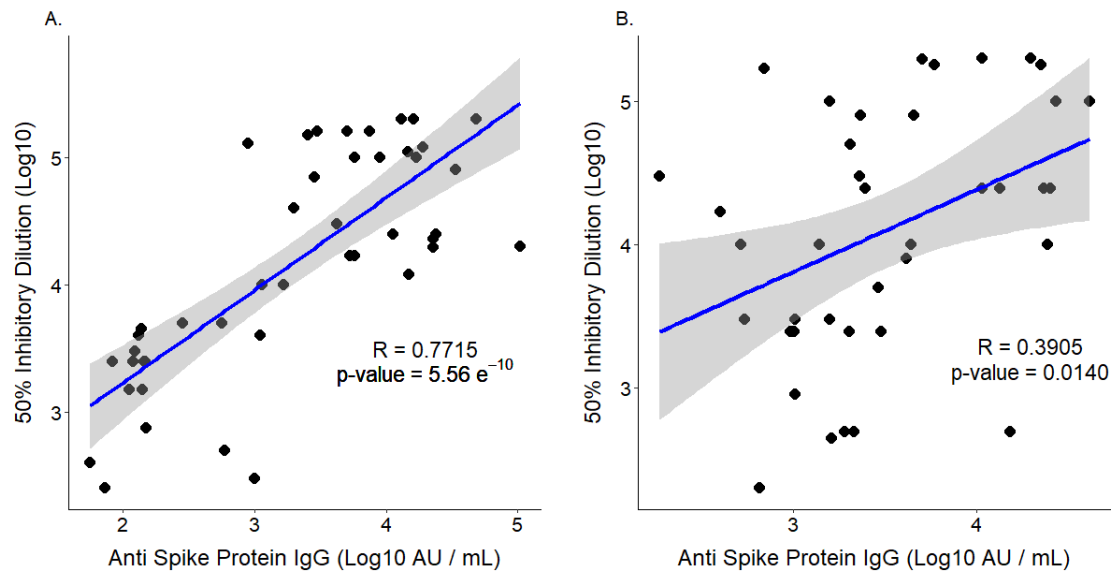 A.
50% Inhibitory Dilution (Log10)
5
4
3
R = 0.7715
p-value = 5.56 e⁻¹⁰
2 3 4 5
Anti Spike Protein IgG (Log10 AU / mL)
B.
50% Inhibitory Dilution (Log10)
5
4
3
R = 0.3905
p-value = 0.0140
3 4
Anti Spike Protein IgG (Log10 AU / mL)